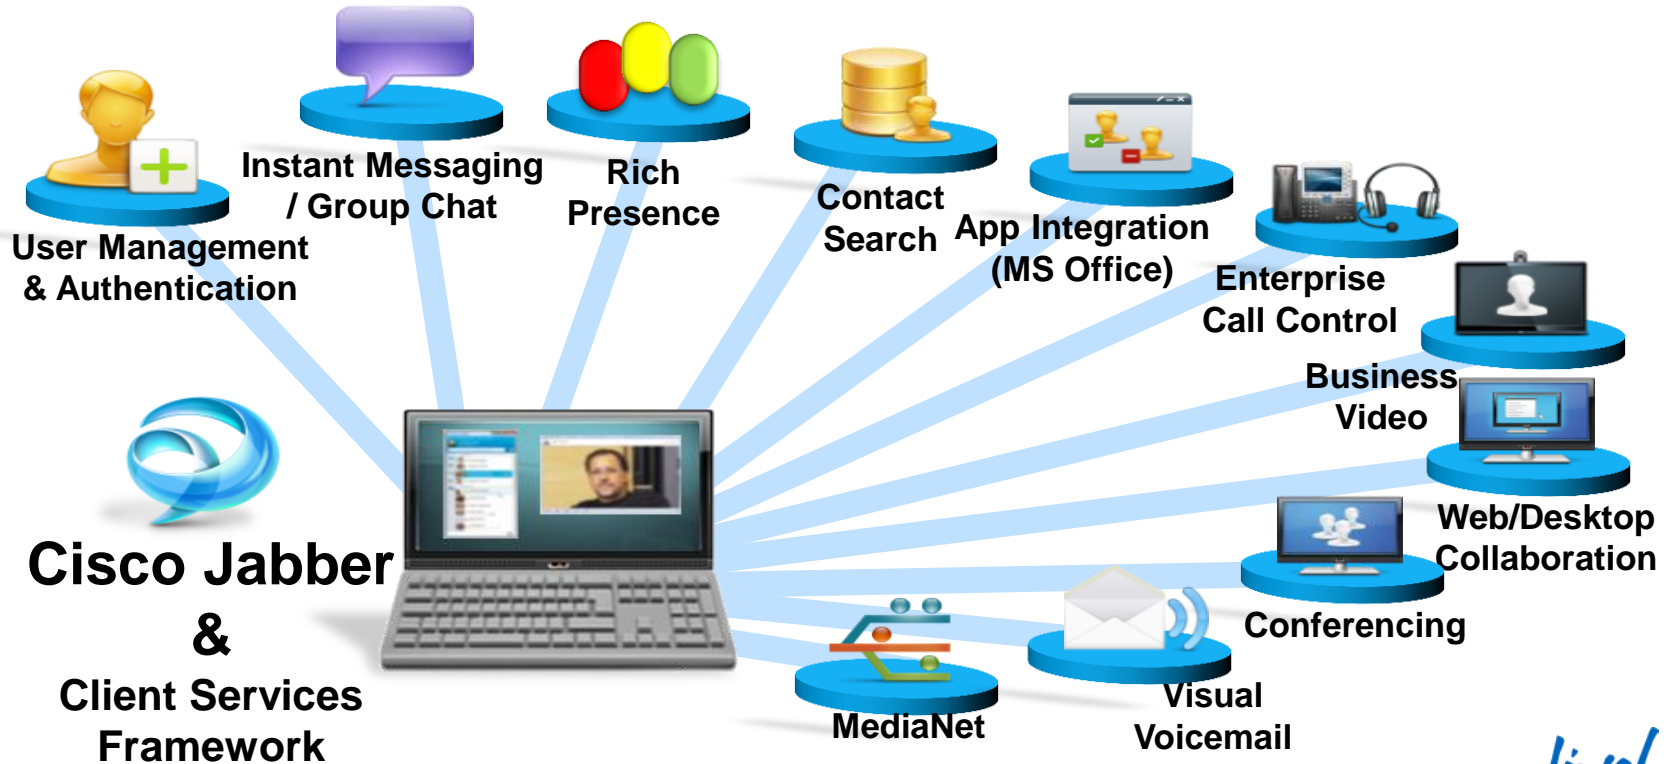 User Management
& Authentication
Instant Messaging
/ Group Chat
Rich
Presence
Contact
Search
App Integration
(MS Office)
Enterprise
Call Control
Business
Video
Web/Desktop
Collaboration
Conferencing
Visual
Voicemail
MediaNet
Cisco Jabber
&
Client Services
Framework